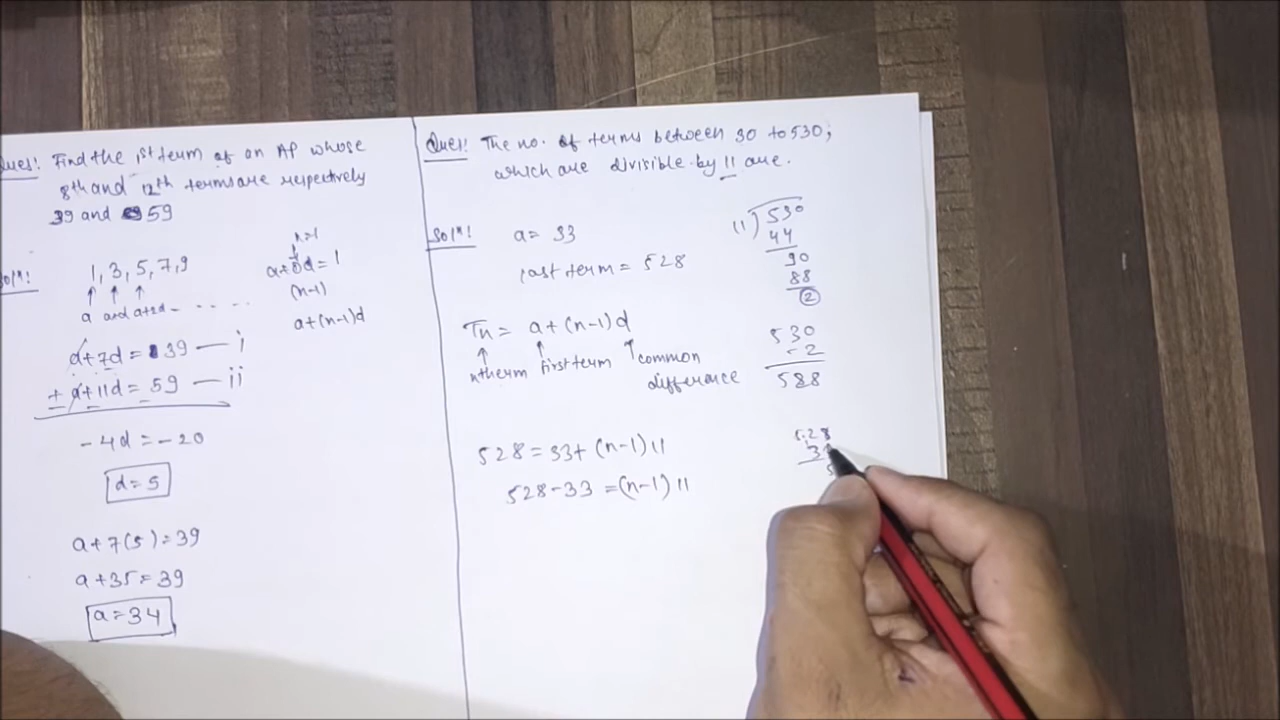 Ques! Find the 1st term of an AP whose
8th and 12th terms are respectively
39 and 59
Soln!
1, 3, 5, 7, 9
a and a+2d - - - - -
n=1
a+0d=1
(n-1)
a+(n-1)d
a+7d = 39 — i
+ a+11d = 59 — ii
-4d = -20
d=5
a+7(5)=39
a+35=39
a=34
Ques! The no. of terms between 30 to 530,
which are divisible by 11 are.
Soln! a= 33
last term = 528
Tn= a+(n-1)d
ntherm first term common
difference
528=33+(n-1)11
528-33=(n-1)11
11)530
44
90
88
2
530
-2
588
528